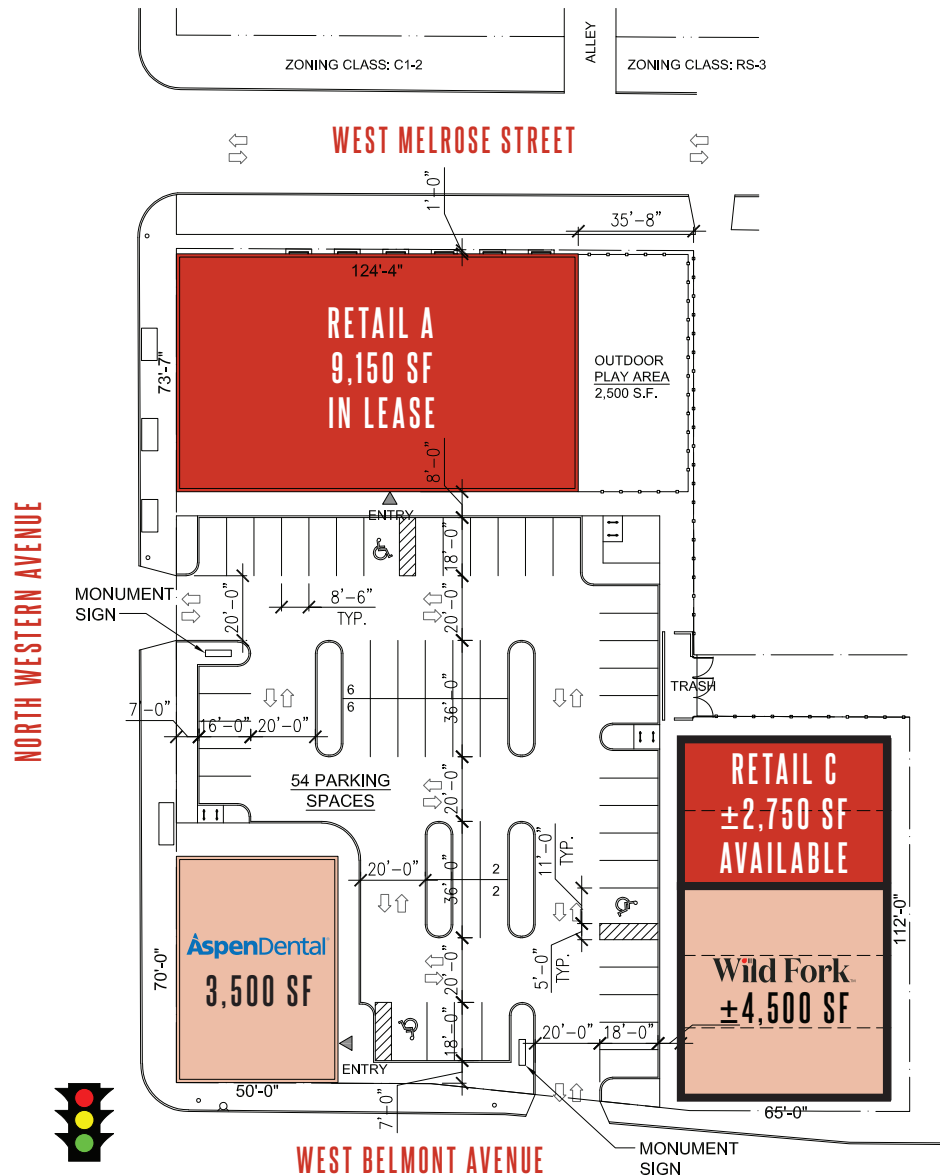 ZONING CLASS: C1-2
ALLEY
ZONING CLASS: RS-3
WEST MELROSE STREET
1'-0"
35'-8"
124'-4"
RETAIL A
9,150 SF
IN LEASE
OUTDOOR
PLAY AREA
2,500 S.F.
73'-7"
8'-0"
ENTRY
NORTH WESTERN AVENUE
MONUMENT
SIGN
20'-0"
8'-6"
TYP.
18'-0"
20'-0"
6
6
36'-0"
TRASH
7'-0"
16'-0"
20'-0"
54 PARKING
SPACES
20'-0"
RETAIL C
±2,750 SF
AVAILABLE
11'-0"
TYP.
20'-0"
36'-0"
2
2
112'-0"
AspenDental
3,500 SF
70'-0"
5'-0"
TYP.
Wild Fork
±4,500 SF
20'-0"
18'-0"
20'-0"
18'-0"
ENTRY
50'-0"
7'-0"
65'-0"
WEST BELMONT AVENUE
MONUMENT
SIGN